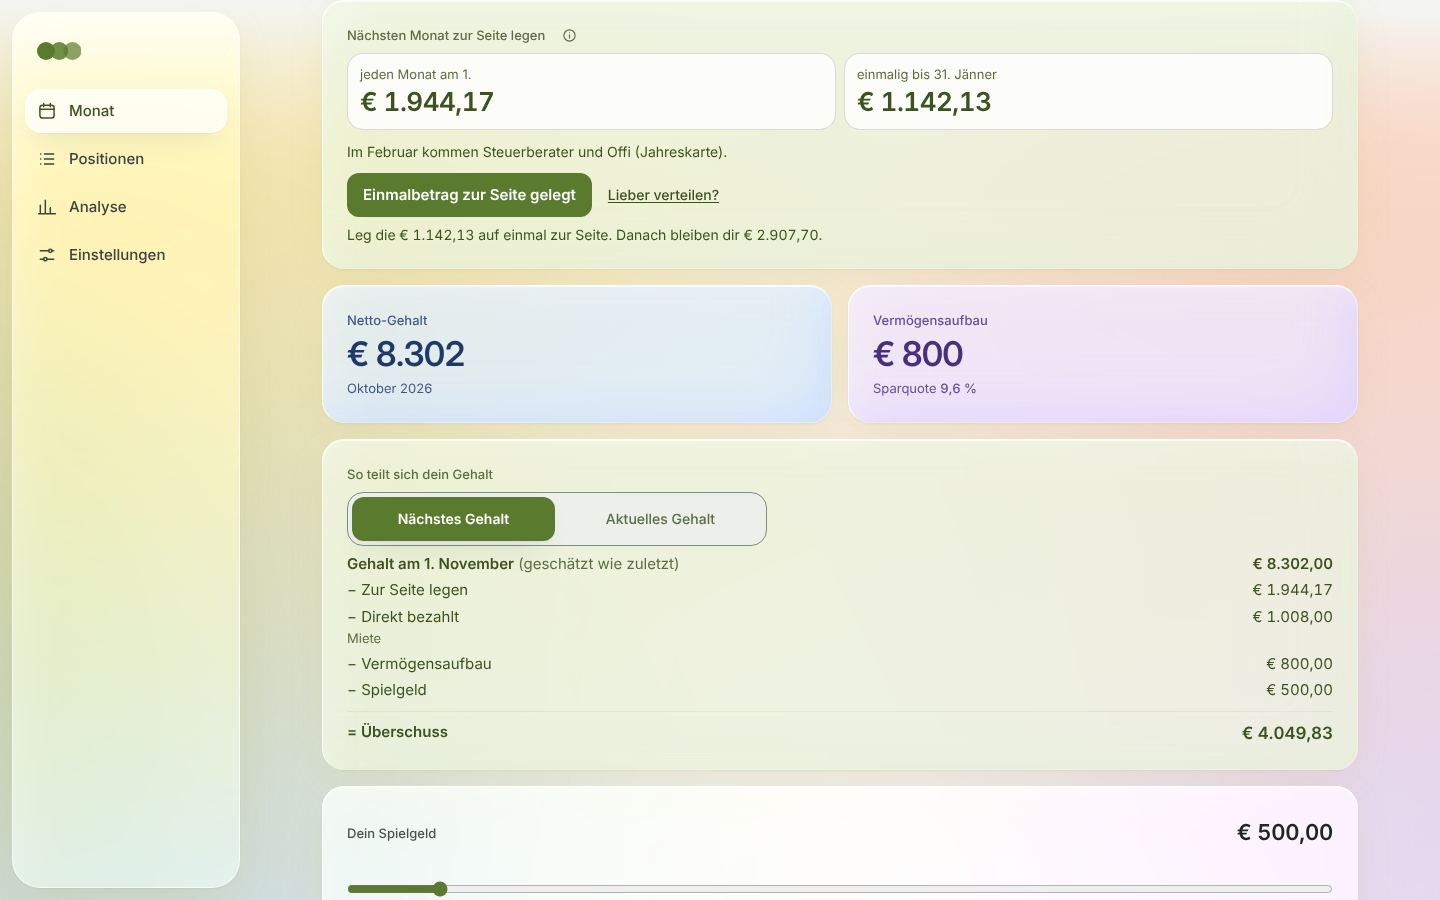 Monat
Positionen
Analyse
Einstellungen
Nächsten Monat zur Seite legen
jeden Monat am 1.
€ 1.944,17
einmalig bis 31. Jänner
€ 1.142,13
Im Februar kommen Steuerberater und Offi (Jahreskarte).
Einmalbetrag zur Seite gelegt
Lieber verteilen?
Leg die € 1.142,13 auf einmal zur Seite. Danach bleiben dir € 2.907,70.
Netto-Gehalt
€ 8.302
Oktober 2026
Vermögensaufbau
€ 800
Sparquote 9,6 %
So teilt sich dein Gehalt
Nächstes Gehalt
Aktuelles Gehalt
Gehalt am 1. November (geschätzt wie zuletzt) € 8.302,00
– Zur Seite legen € 1.944,17
– Direkt bezahlt € 1.008,00
Miete
– Vermögensaufbau € 800,00
– Spielgeld € 500,00
= Überschuss € 4.049,83
Dein Spielgeld € 500,00